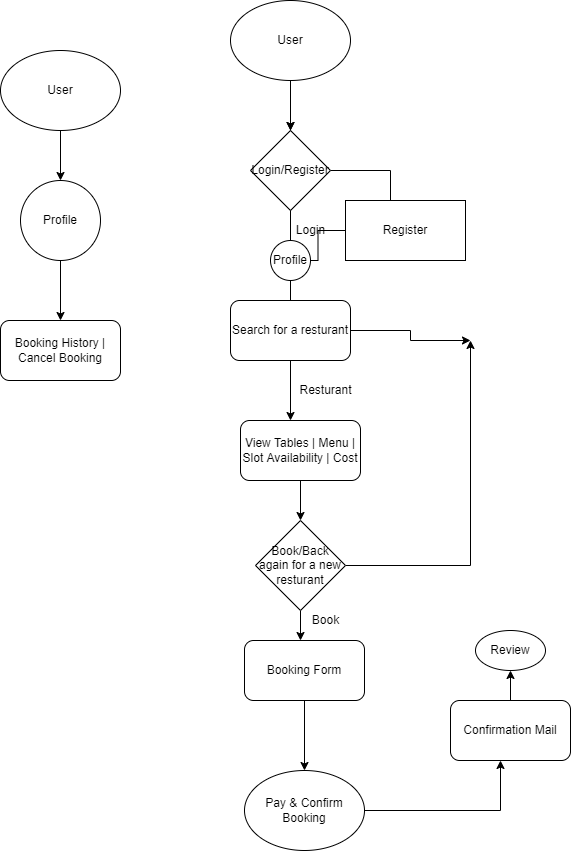 User
Profile
Booking History |
Cancel Booking
User
Login/Register
Login
Register
Profile
Search for a resturant
Resturant
View Tables | Menu |
Slot Availability | Cost
Book/Back
again for a new
resturant
Book
Booking Form
Pay & Confirm
Booking
Confirmation Mail
Review